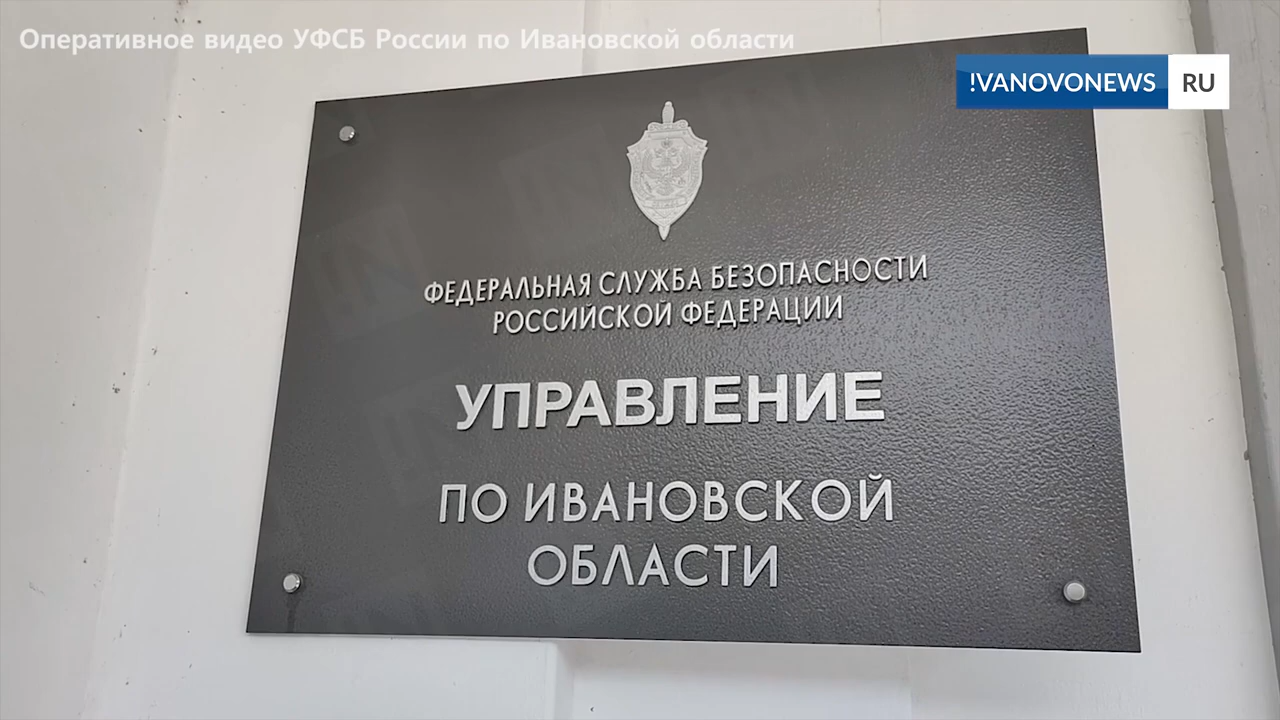 Оперативное видео УФСБ России по Ивановской области
!VANOVONEWS RU
ФЕДЕРАЛЬНАЯ СЛУЖБА БЕЗОПАСНОСТИ
РОССИЙСКОЙ ФЕДЕРАЦИИ
УПРАВЛЕНИЕ
ПО ИВАНОВСКОЙ
ОБЛАСТИ